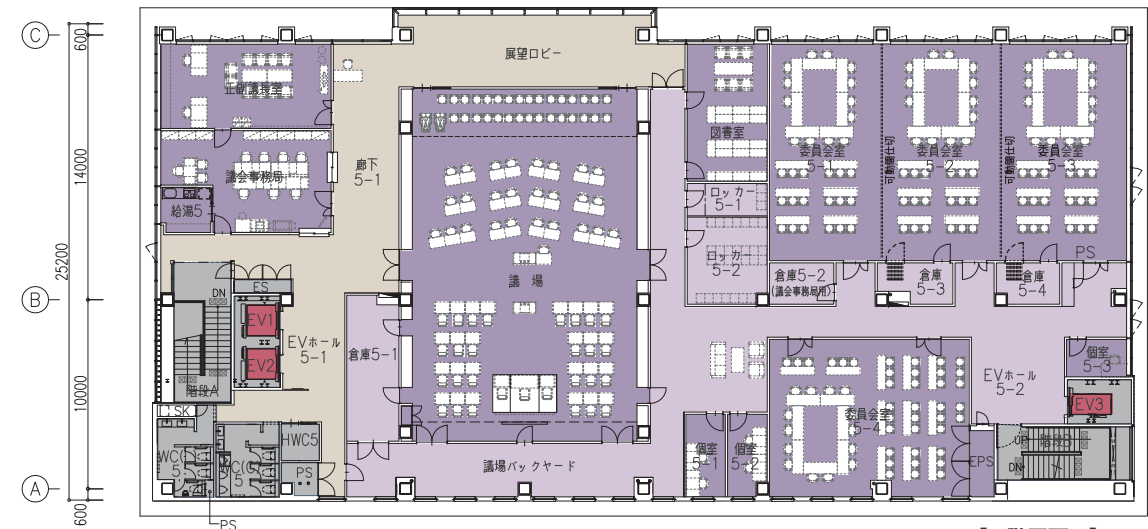 C
600
14000
25200
B
10000
A
600
展望ロビー
正副議長室
議会事務局
給湯5
廊下
5-1
図書室
委員会室
5-1
可動間仕切
委員会室
5-2
可動間仕切
委員会室
5-3
ロッカー
5-1
ロッカー
5-2
議 場
PS
倉庫5-2
(議会事務局用)
倉庫
5-3
倉庫
5-4
ES
DN
EV1
EV2
EVホール
5-1
倉庫5-1
階段A
SK
HWC5
PS
WC(
5
WC(
5
PS
議場バックヤード
個室
5-1
個室
5-2
委員会室
5-4
EVホール
5-2
個室
5-3
EV3
EPS
UP
DN
階段B